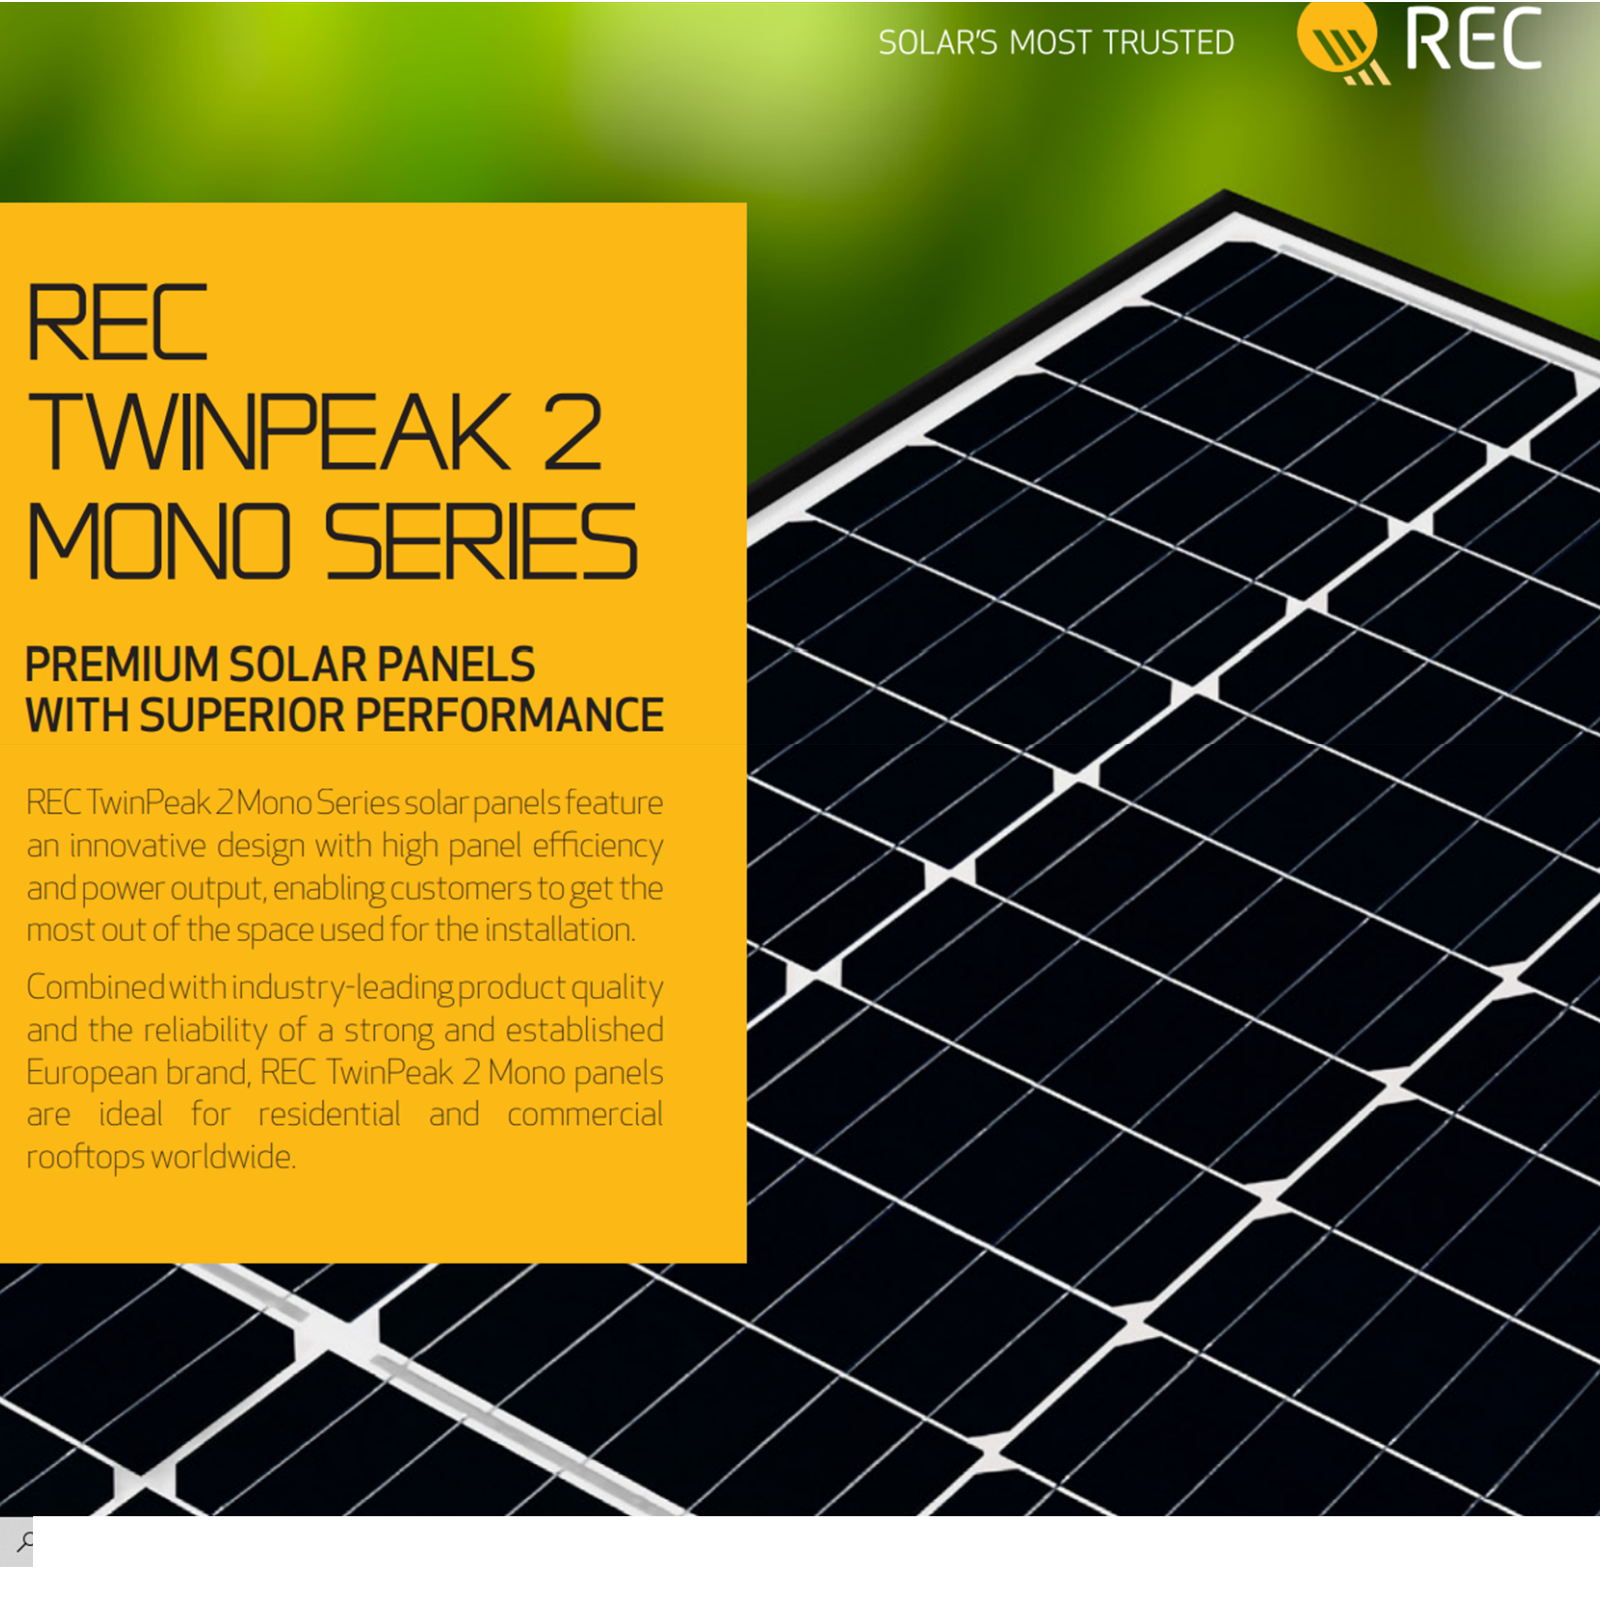 SOLAR'S MOST TRUSTED
REC
REC
TWINPEAK 2
MONO SERIES
PREMIUM SOLAR PANELS
WITH SUPERIOR PERFORMANCE
REC TwinPeak 2 Mono Series solar panels feature
an innovative design with high panel efficiency
and power output, enabling customers to get the
most out of the space used for the installation.
Combined with industry-leading product quality
and the reliability of a strong and established
European brand, REC TwinPeak 2 Mono panels
are ideal for residential and commercial
rooftops worldwide.